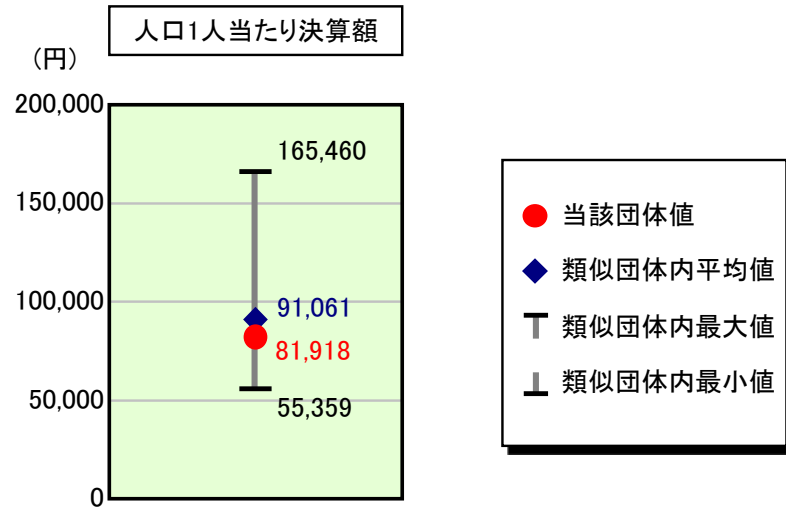 人口1人当たり決算額
(円)
200,000
165,460
150,000
100,000
91,061
81,918
50,000
55,359
0
当該団体値
類似団体内平均値
類似団体内最大値
類似団体内最小値